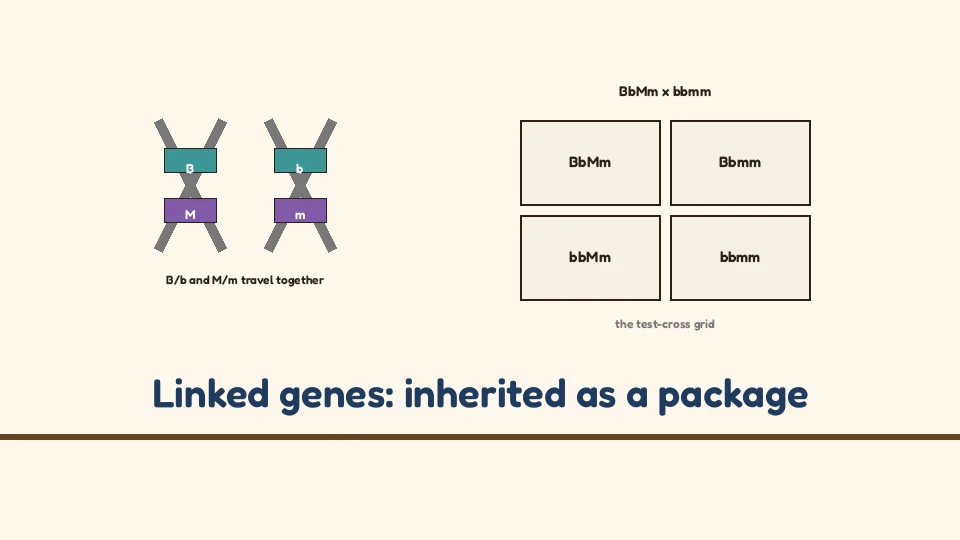 BbMm x bbmm
B
b
BbMm
Bbmm
M
m
bbMm
bbmm
B/b and M/m travel together
the test-cross grid
Linked genes: inherited as a package